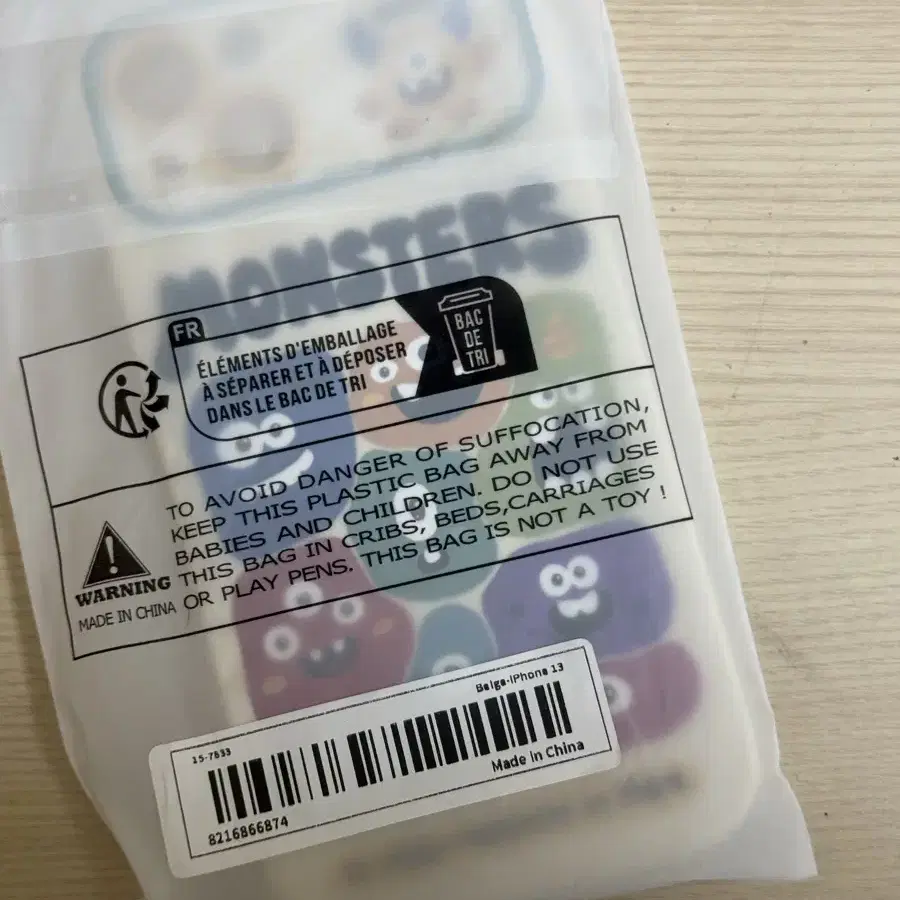 MONSTERS
FR
ÉLÉMENTS D'EMBALLAGE
À SÉPARER ET À DÉPOSER
DANS LE BAC DE TRI
BAC
DE
TRI
TO AVOID DANGER OF SUFFOCATION,
KEEP THIS PLASTIC BAG AWAY FROM
BABIES AND CHILDREN. DO NOT USE
THIS BAG IN CRIBS, BEDS,CARRIAGES
OR PLAY PENS. THIS BAG IS NOT A TOY !
WARNING
MADE IN CHINA
15-7533
Beige-iPhone 13
8216866874
Made In China